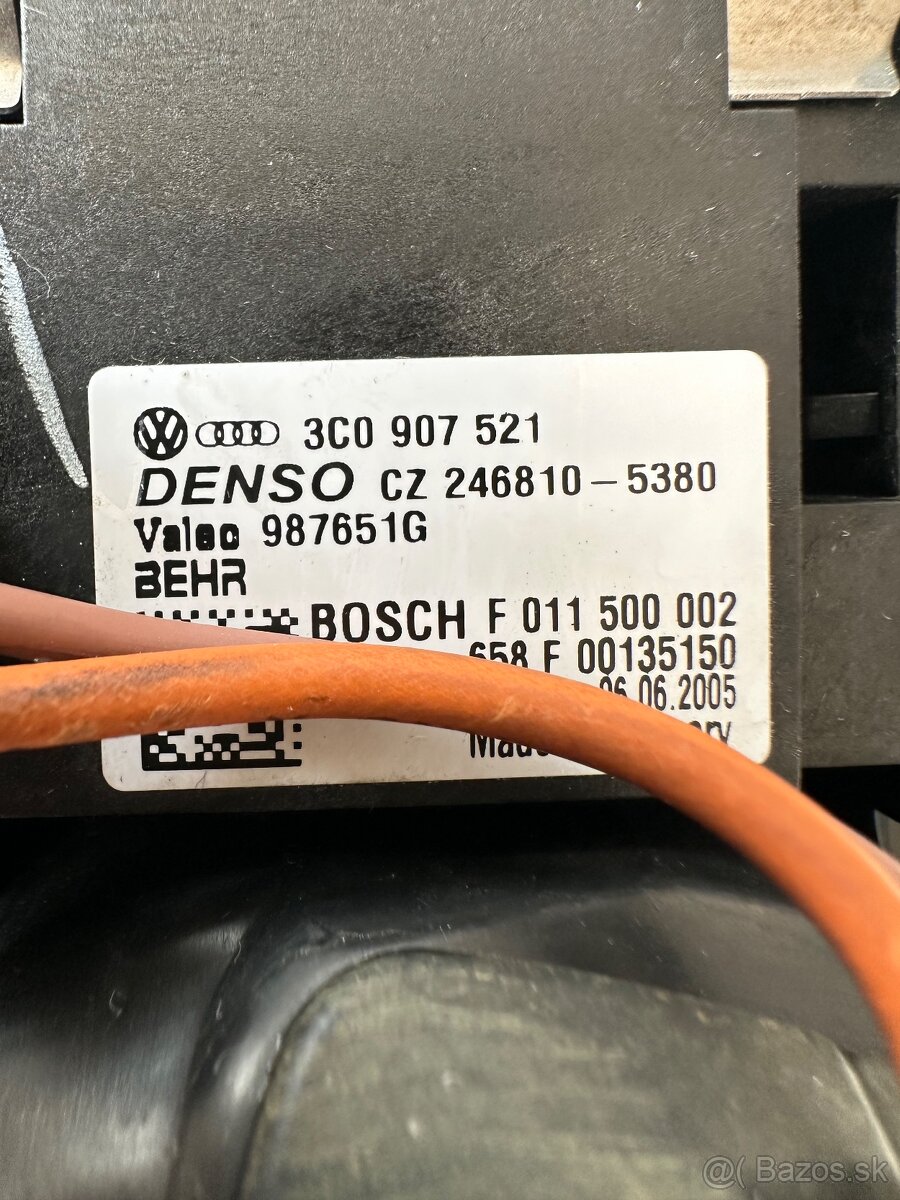 3C0 907 521
DENSO CZ 246810-5380
Valeo 987651G
BEHR
BOSCH F 011 500 002
658 F 00135150
06.06.2005
@( Bazos.sk